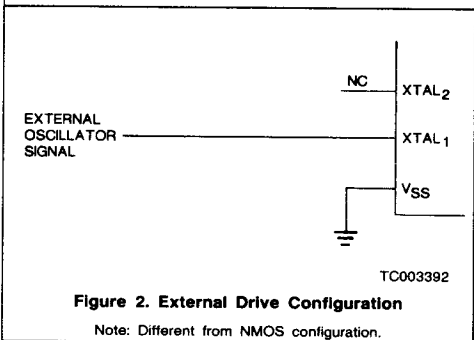 NC
XTAL2
EXTERNAL
OSCILLATOR
SIGNAL
XTAL1
VSS
TC003392
Figure 2. External Drive Configuration
Note: Different from NMOS configuration.